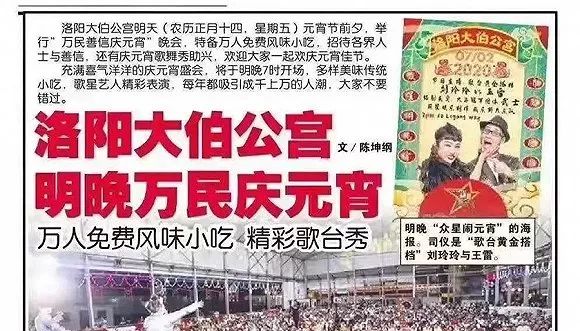 洛阳大伯公宫明天（农历正月十四，星期五）元宵节前夕，举
行“万民善信庆元宵”晚会，特备万人免费风味小吃，招待各界人
士与善信，还有庆元宵歌舞秀助兴，欢迎大家一起欢庆元宵佳节。
充满喜气洋洋的庆元宵盛会，将于明晚7时开场，多样美味传统
小吃，歌星艺人精彩表演，每年都吸引成千上万的人潮，大家不要
错过。
洛阳大伯公宫
文／陈坤纲
明晚万民庆元宵
万人免费风味小吃 精彩歌台秀
洛阳大伯公宫
07/02
2020
刘玲玲 王雷
7pm
明晚“众星闹元宵”的海
报。司仪是“歌台黄金搭
档”刘玲玲与王雷。